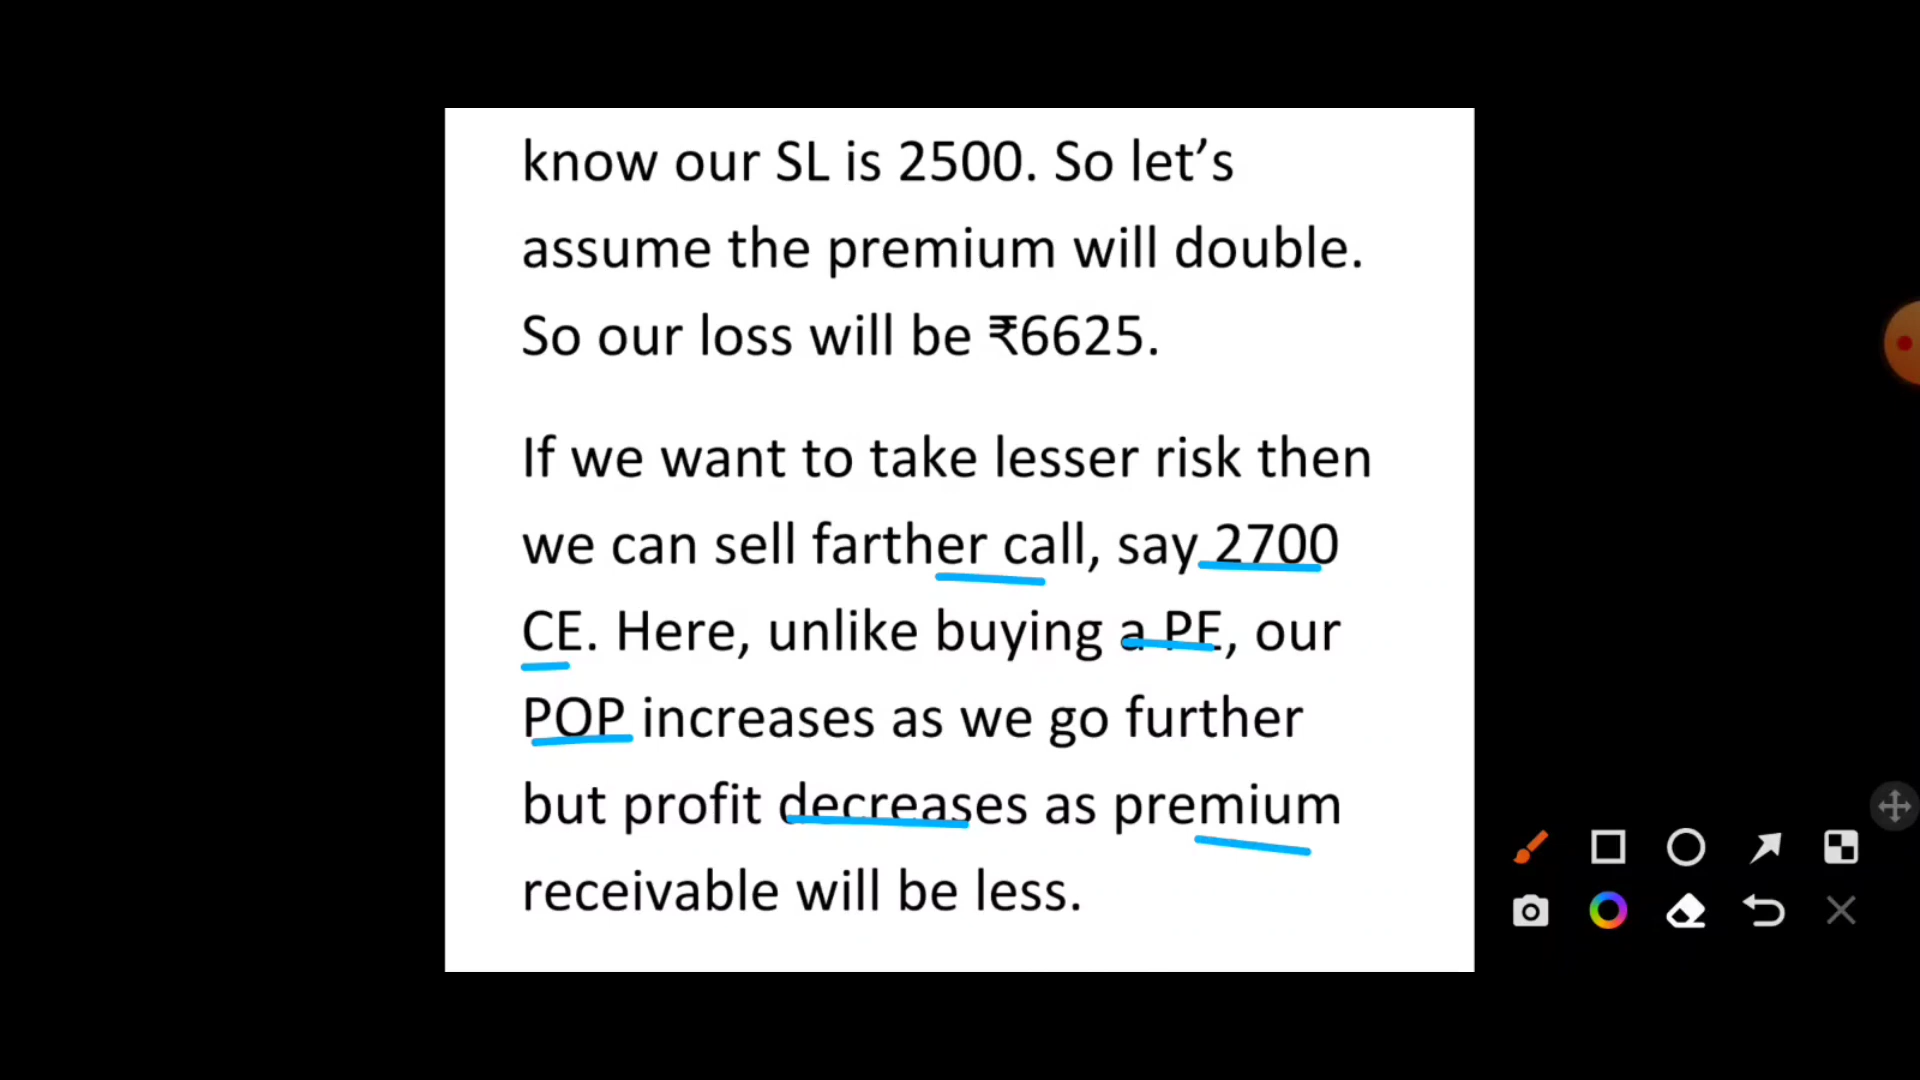 know our SL is 2500. So let’s
assume the premium will double.
So our loss will be ₹6625.
If we want to take lesser risk then
we can sell farther call, say 2700
CE. Here, unlike buying a PE, our
POP increases as we go further
but profit decreases as premium
receivable will be less.